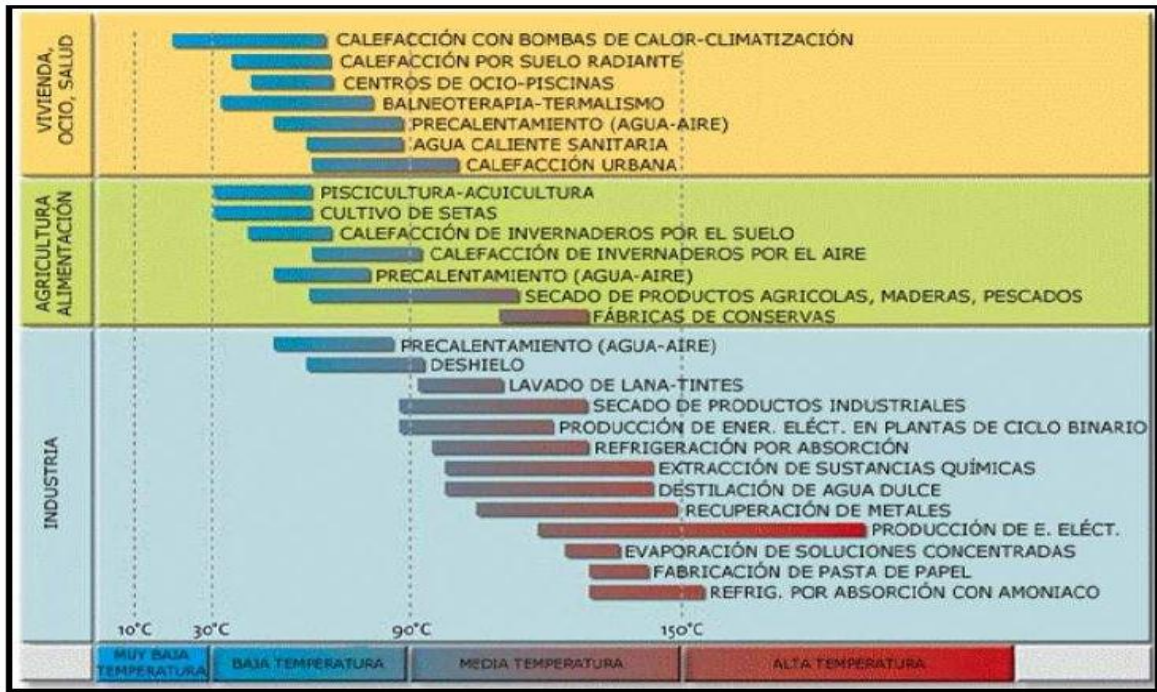 VIVIENDA,
OCIO, SALUD
CALEFACCIÓN CON BOMBAS DE CALOR-CLIMATIZACIÓN
CALEFACCIÓN POR SUELO RADIANTE
CENTROS DE OCIO-PISCINAS
BALNEOTERAPIA-TERMALISMO
PRECALENTAMIENTO (AGUA-AIRE)
AGUA CALIENTE SANITARIA
CALEFACCIÓN URBANA
AGRICULTURA
ALIMENTACIÓN
PISCICULTURA-ACUICULTURA
CULTIVO DE SETAS
CALEFACCIÓN DE INVERNADEROS POR EL SUELO
CALEFACCIÓN DE INVERNADEROS POR EL AIRE
PRECALENTAMIENTO (AGUA-AIRE)
SECADO DE PRODUCTOS AGRICOLAS, MADERAS, PESCADOS
FÁBRICAS DE CONSERVAS
INDUSTRIA
PRECALENTAMIENTO (AGUA-AIRE)
DESHIELO
LAVADO DE LANA-TINTES
SECADO DE PRODUCTOS INDUSTRIALES
PRODUCCIÓN DE ENER. ELÉCT. EN PLANTAS DE CICLO BINARIO
REFRIGERACIÓN POR ABSORCIÓN
EXTRACCIÓN DE SUSTANCIAS QUÍMICAS
DESTILACIÓN DE AGUA DULCE
RECUPERACIÓN DE METALES
PRODUCCIÓN DE E. ELÉCT.
EVAPORACIÓN DE SOLUCIONES CONCENTRADAS
FABRICACIÓN DE PASTA DE PAPEL
REFRIG. POR ABSORCIÓN CON AMONIACO
10°C 30°C 90°C 150°C
MUY BAJA
TEMPERATURA
BAJA TEMPERATURA
MEDIA TEMPERATURA
ALTA TEMPERATURA